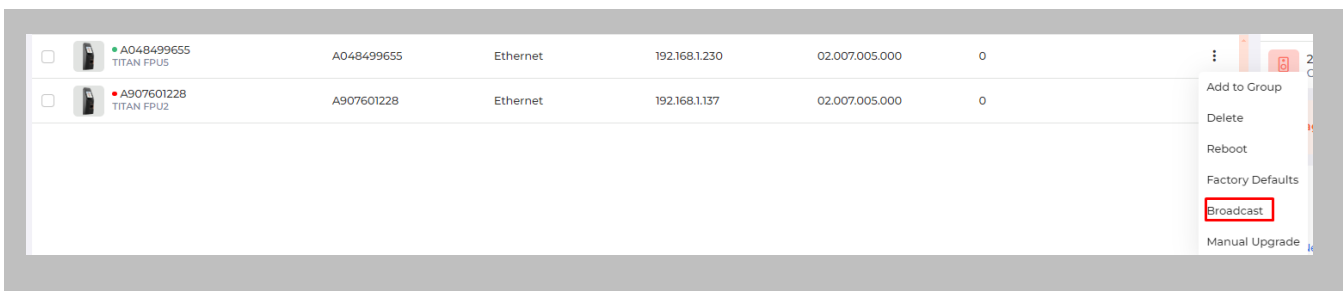 A048499655
TITAN FPU5
A048499655
Ethernet
192.168.1.230
02.007.005.000
0
A907601228
TITAN FPU2
A907601228
Ethernet
192.168.1.137
02.007.005.000
0
2
Add to Group
Delete
Reboot
Factory Defaults
Broadcast
Manual Upgrade